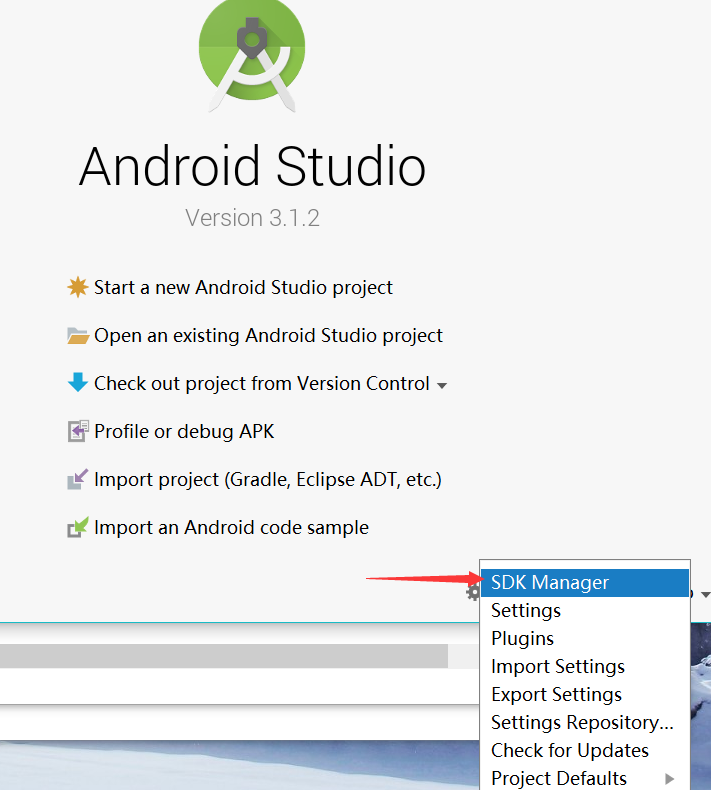 Android Studio
Version 3.1.2
Start a new Android Studio project
Open an existing Android Studio project
Check out project from Version Control
Profile or debug APK
Import project (Gradle, Eclipse ADT, etc.)
Import an Android code sample
SDK Manager
Settings
Plugins
Import Settings
Export Settings
Settings Repository...
Check for Updates
Project Defaults